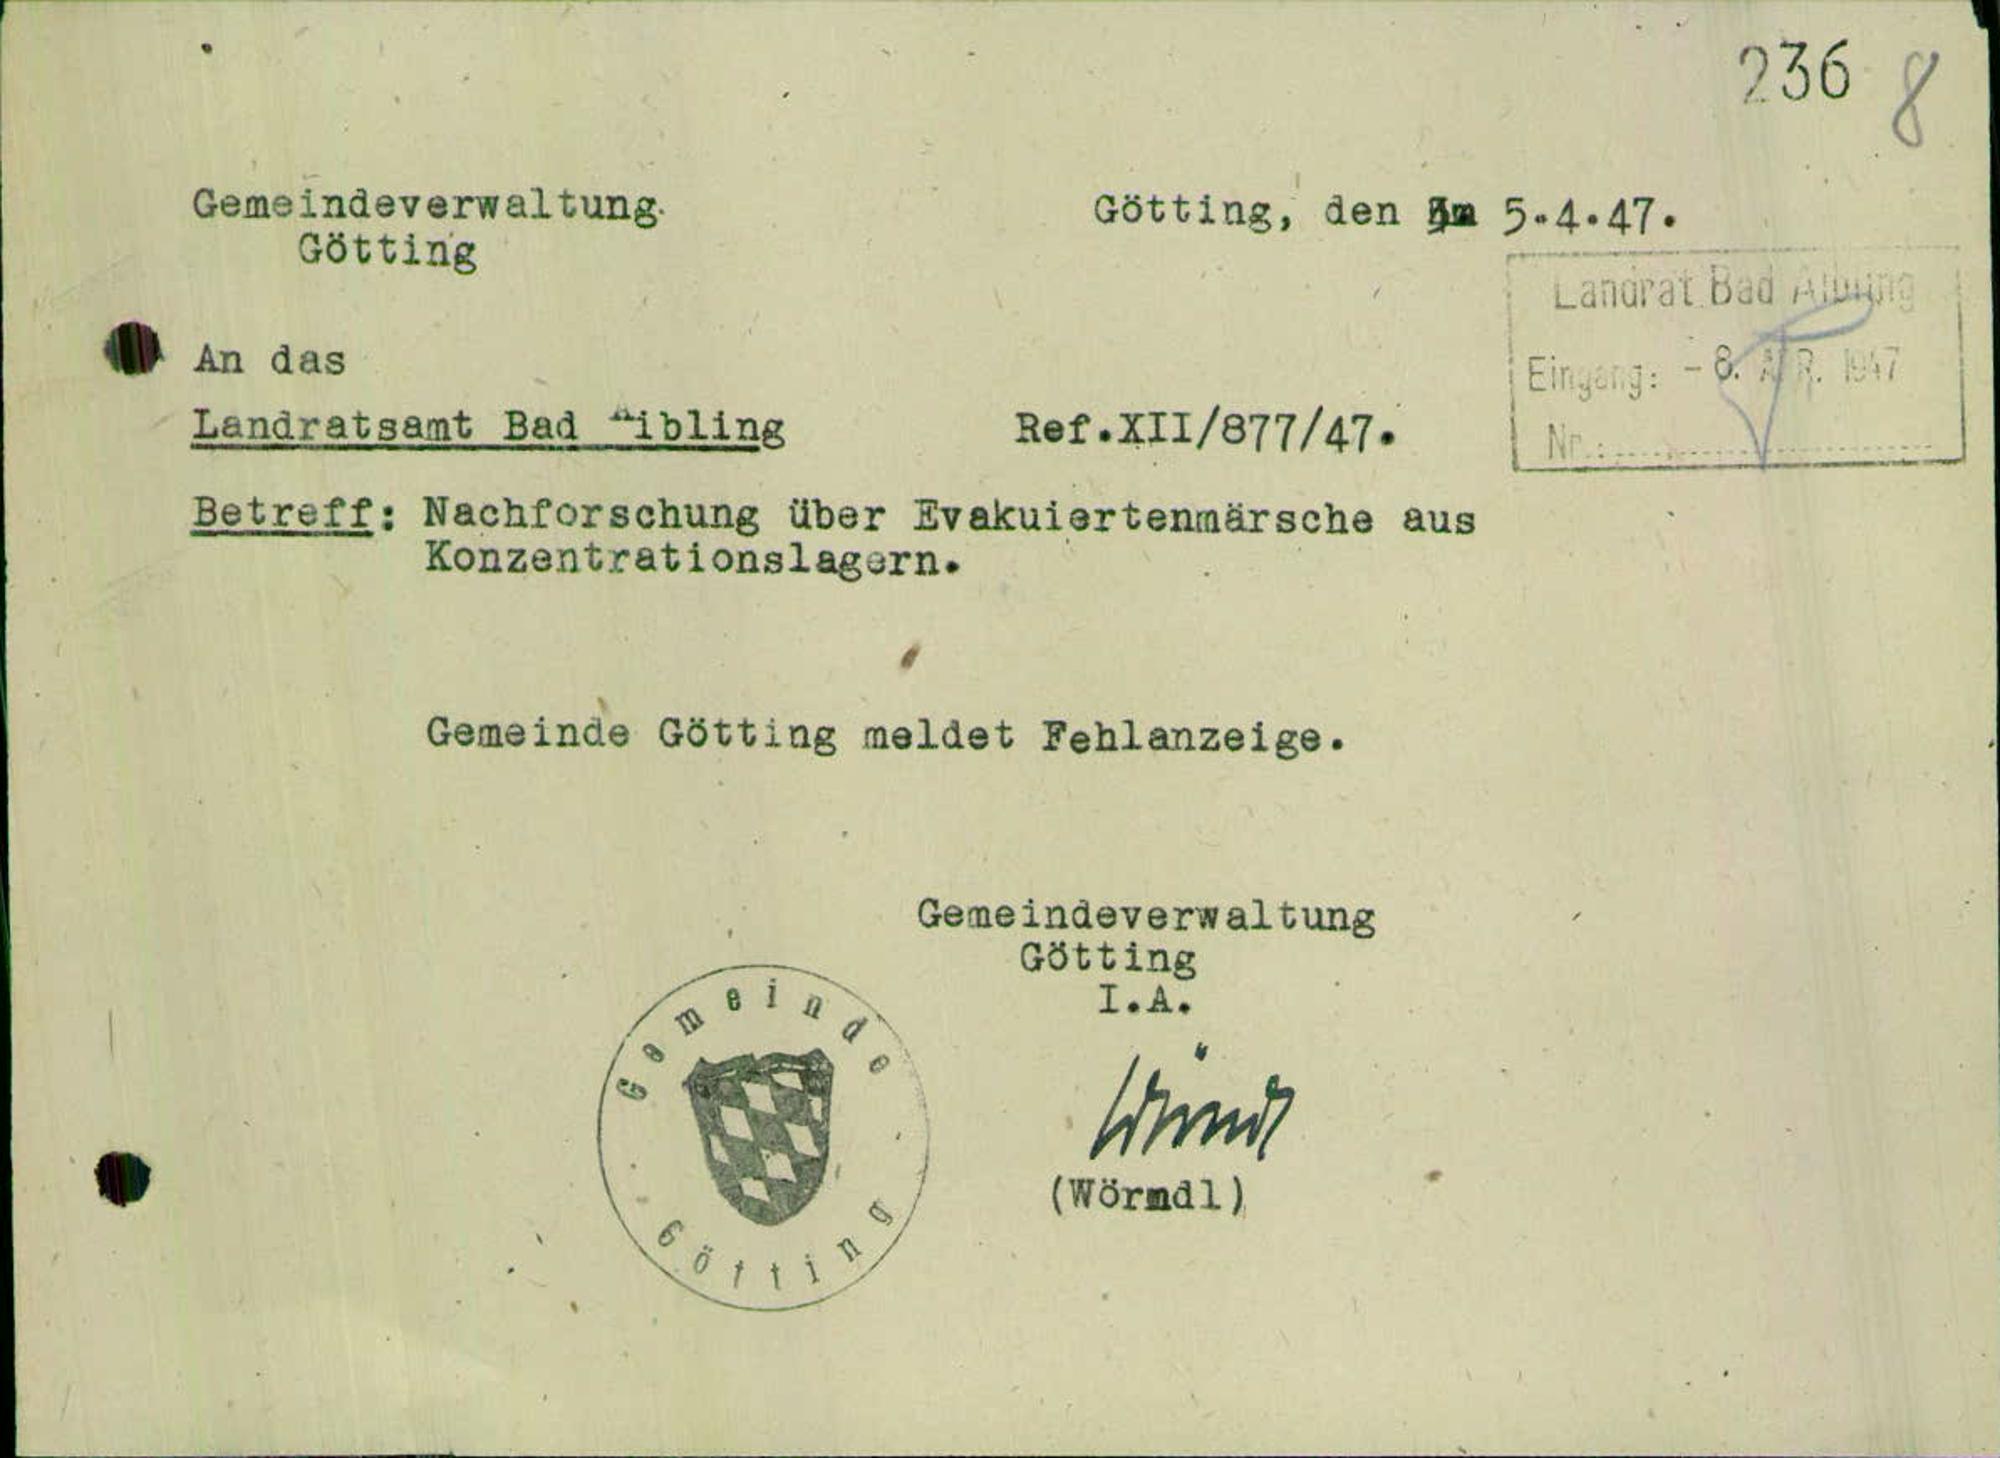 236 8
Gemeindeverwaltung
Götting
Götting, den 5.4.47.
Landrat Bad Aibling
Eingang: - 8. APR. 1947
Nr.:
An das
Landratsamt Bad Aibling
Ref.XII/877/47.
Betreff: Nachforschung über Evakuiertenmärsche aus
Konzentrationslagern.
Gemeinde Götting meldet Fehlanzeige.
Gemeindeverwaltung
Götting
I.A.
(Wörndl)
Gemeinde
Götting